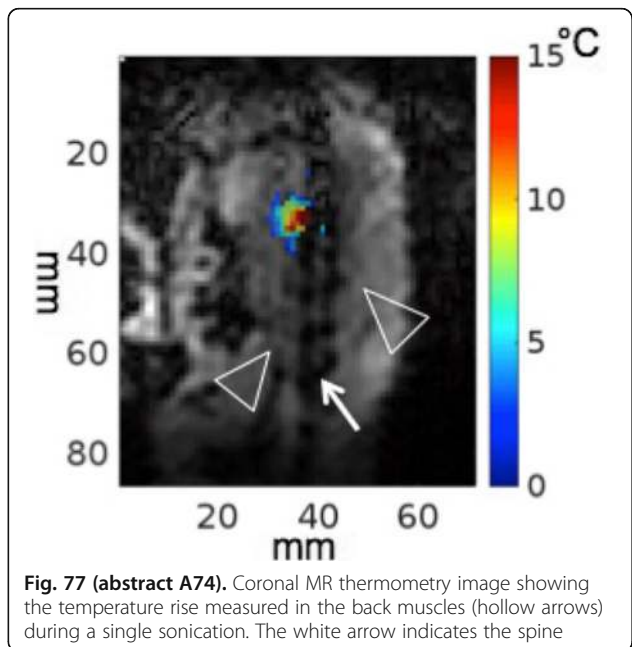 15°C
20
10
40
mm
60
5
80
0
20 40 60
mm
Fig. 77 (abstract A74). Coronal MR thermometry image showing
the temperature rise measured in the back muscles (hollow arrows)
during a single sonication. The white arrow indicates the spine